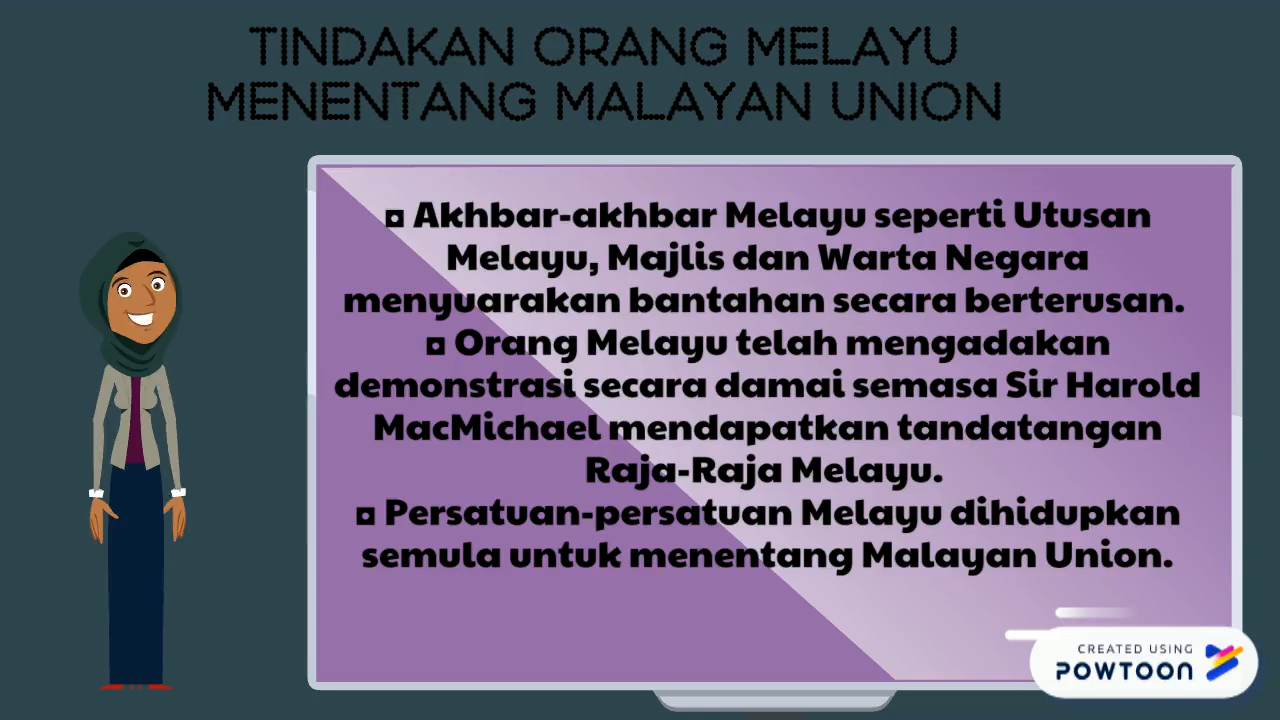 TINDAKAN ORANG MELAYU
MENENTANG MALAYAN UNION
Akhbar-akhbar Melayu seperti Utusan
Melayu, Majlis dan Warta Negara
menyuarakan bantahan secara berterusan.
Orang Melayu telah mengadakan
demonstrasi secara damai semasa Sir Harold
MacMichael mendapatkan tandatangan
Raja-Raja Melayu.
Persatuan-persatuan Melayu dihidupkan
semula untuk menentang Malayan Union.
CREATED USING
POWTOON